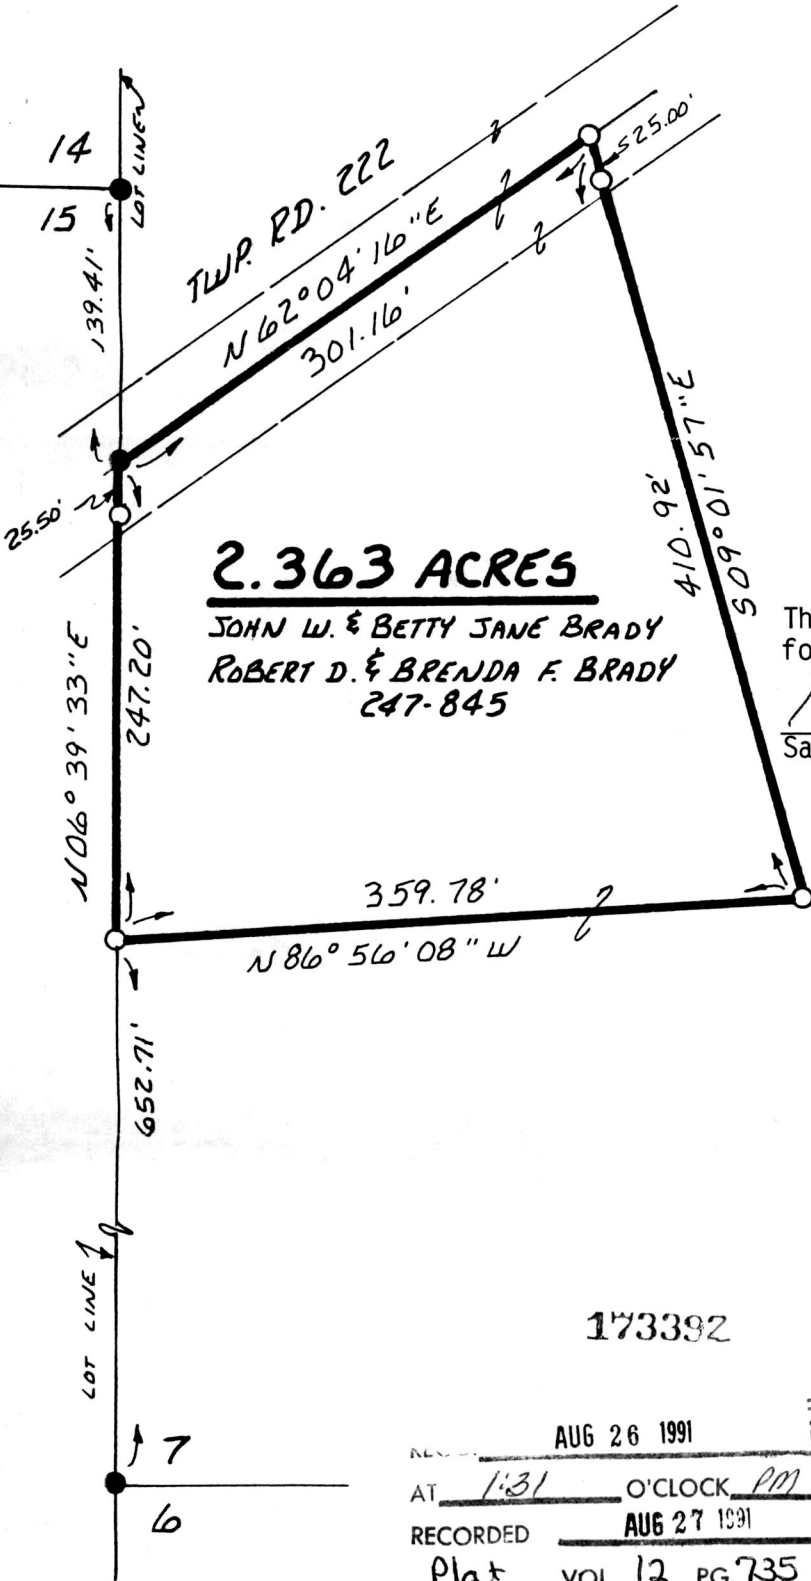 14
15
LOT LINE
139.41'
TWP. RD. 222
N 62° 04' 16" E
301.16'
25.00'
25.50'
2.363 ACRES
JOHN W. & BETTY JANE BRADY
ROBERT D. & BRENDA F. BRADY
247-845
N 06° 39' 33" E
247.20'
410.92'
S 09° 01' 57" E
Th
fo
Sa
359.78'
N 86° 56' 08" W
652.71'
LOT LINE
7
6
173392
AUG 26 1991
AT 1:31 O'CLOCK PM
RECORDED AUG 27 1991
Plat VOL 12 PG 735